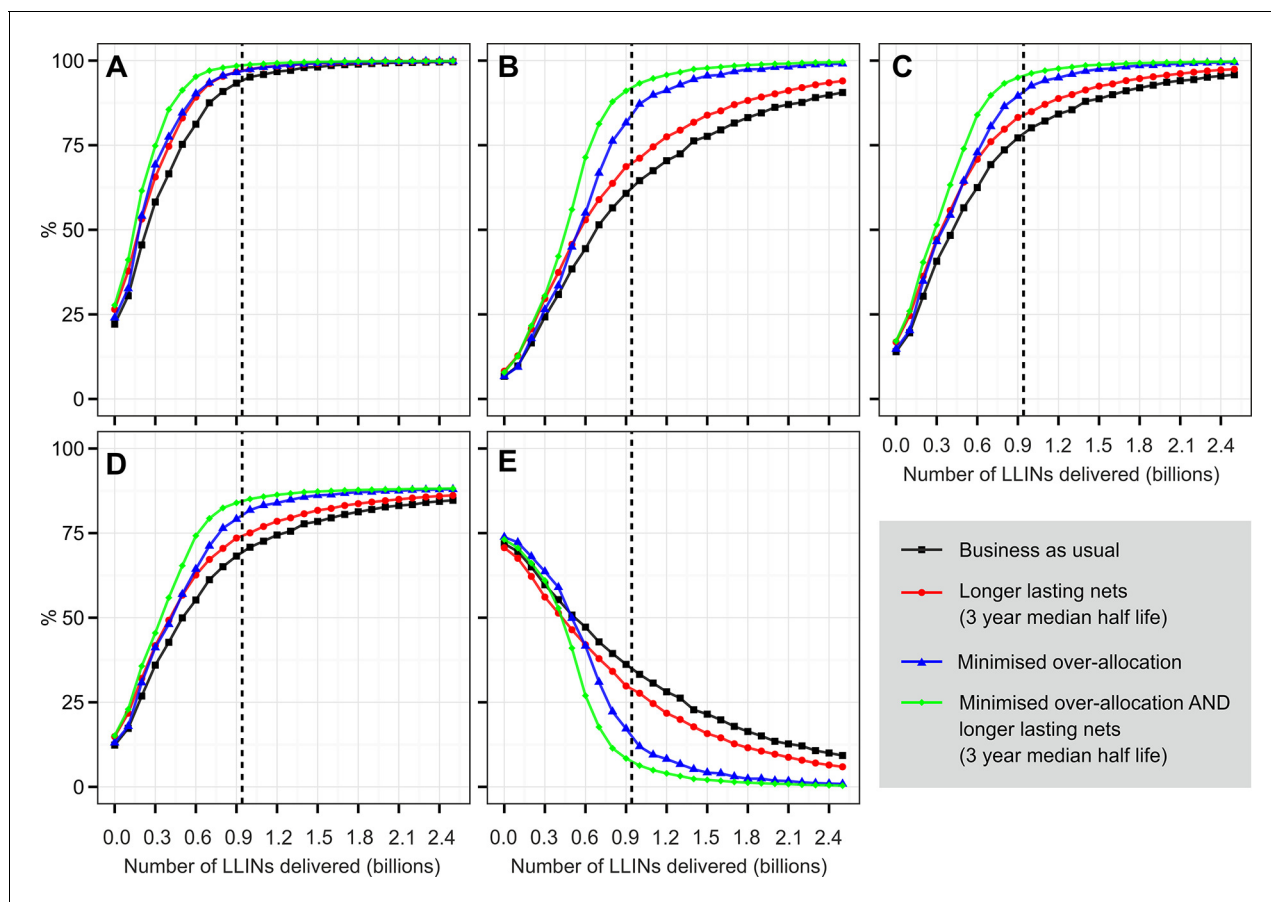 A
B
C
100
75
50
25
0
%
0.0 0.3 0.6 0.9 1.2 1.5 1.8 2.1 2.4
Number of LLINs delivered (billions)
D
E
100
75
50
25
0
%
Business as usual
Longer lasting nets
(3 year median half life)
Minimised over-allocation
Minimised over-allocation AND
longer lasting nets
(3 year median half life)
0.0 0.3 0.6 0.9 1.2 1.5 1.8 2.1 2.4
0.0 0.3 0.6 0.9 1.2 1.5 1.8 2.1 2.4
Number of LLINs delivered (billions)
Number of LLINs delivered (billions)